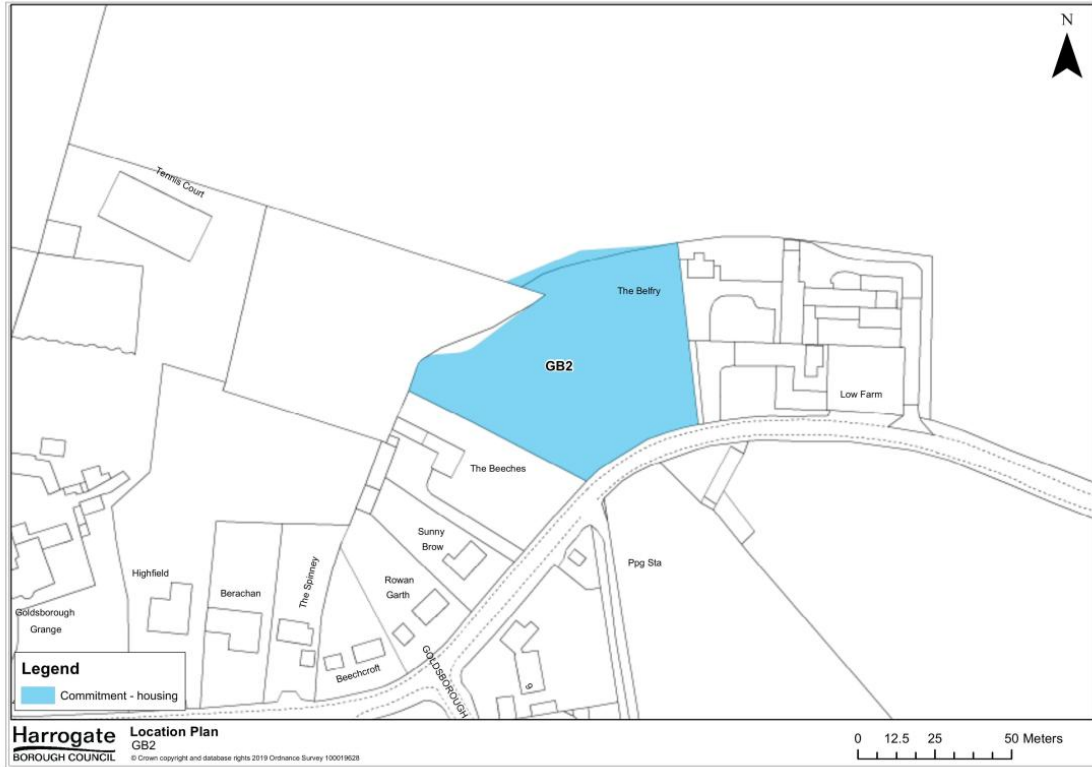 N
Tennis Court
The Belfry
GB2
Low Farm
The Beeches
Sunny
Brow
Ppg Sta
Highfield
Berachan
The Spinney
Rowan
Garth
Goldsborough
Grange
Beechcroft
GOLDSBOROUGH
9
Legend
Commitment - housing
Harrogate
BOROUGH COUNCIL
Location Plan
GB2
© Crown copyright and database rights 2019 Ordnance Survey 100019628
0 12.5 25 50 Meters